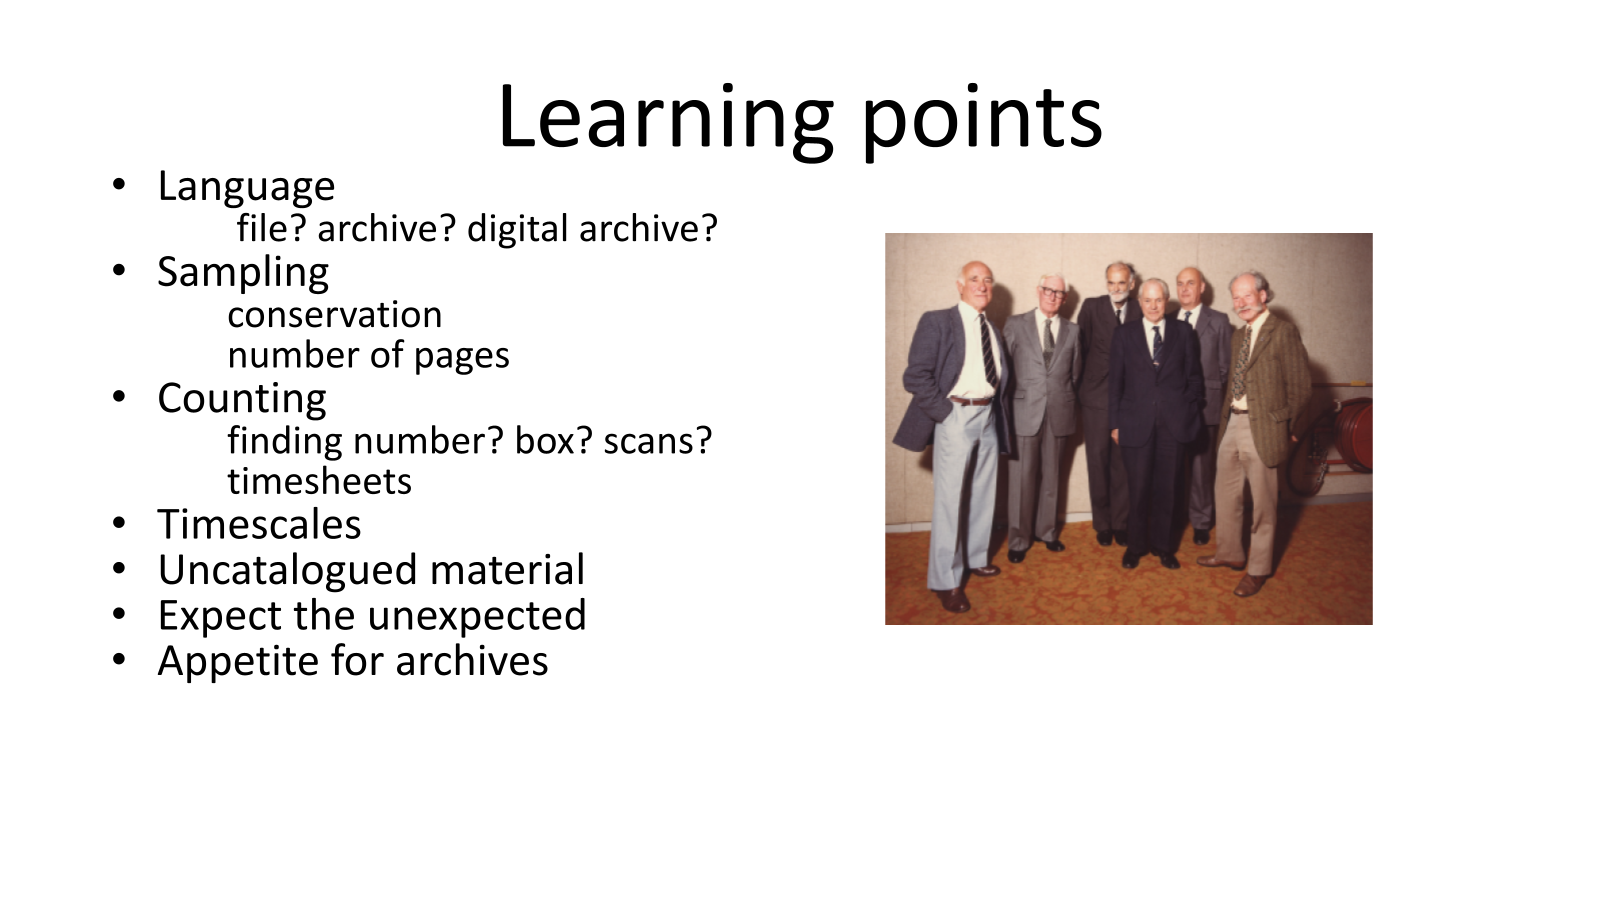 Learning points
• Language
file? archive? digital archive?
• Sampling
conservation
number of pages
• Counting
finding number? box? scans?
timesheets
• Timescales
• Uncatalogued material
• Expect the unexpected
• Appetite for archives